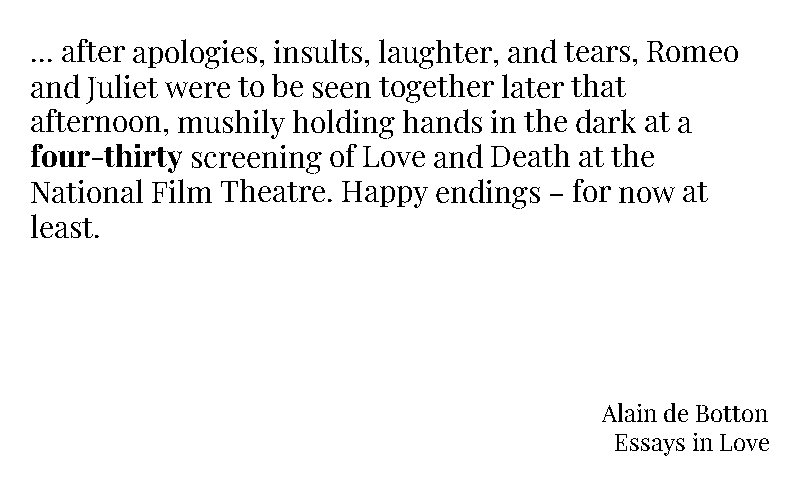 ... after apologies, insults, laughter, and tears, Romeo
and Juliet were to be seen together later that
afternoon, mushily holding hands in the dark at a
four-thirty screening of Love and Death at the
National Film Theatre. Happy endings – for now at
least.
Alain de Botton
Essays in Love